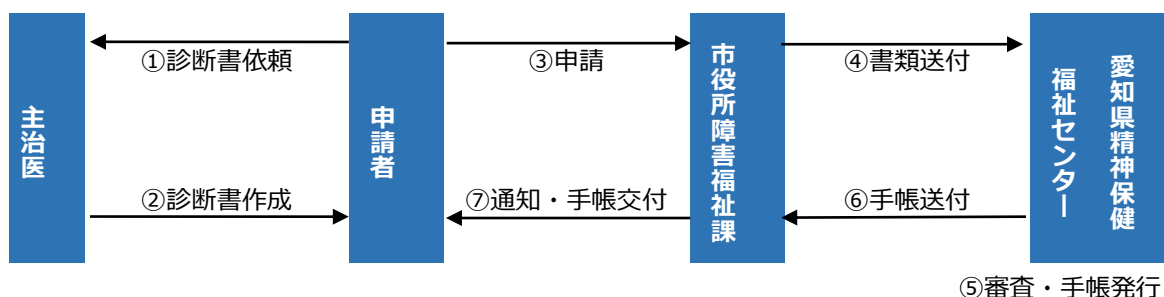 主治医
①診断書依頼
②診断書作成
申請者
③申請
⑦通知・手帳交付
市役所障害福祉課
④書類送付
⑥手帳送付
愛知県精神保健
福祉センター
⑤審査・手帳発行